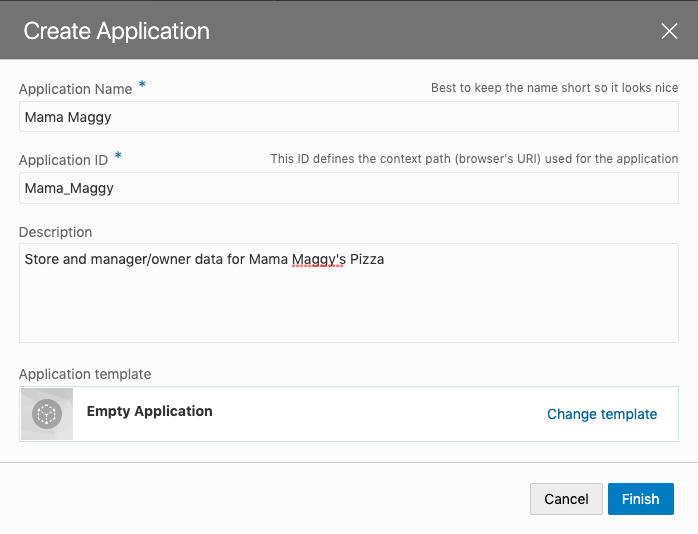 Create Application
Application Name *
Best to keep the name short so it looks nice
Mama Maggy
Application ID *
This ID defines the context path (browser's URI) used for the application
Mama_Maggy
Description
Store and manager/owner data for Mama Maggy's Pizza
Application template
Empty Application
Change template
Cancel
Finish